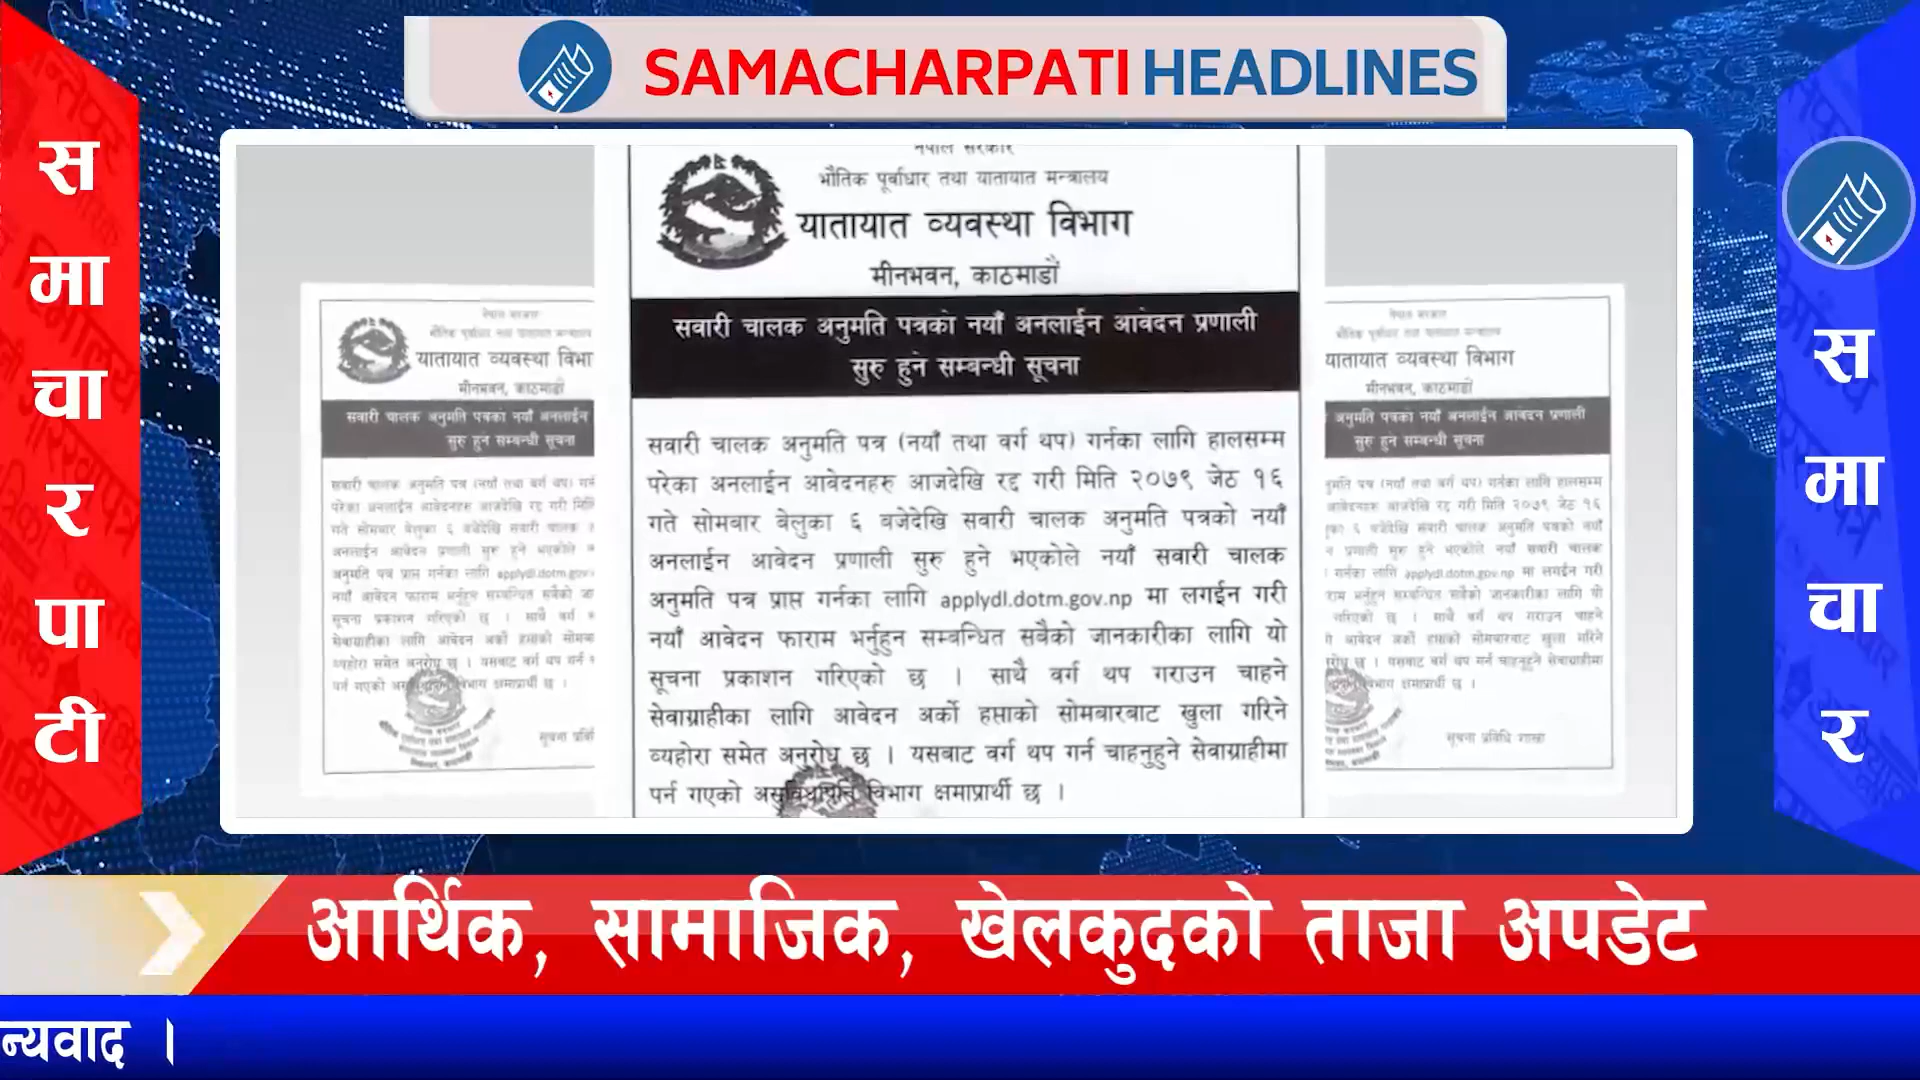 SAMACHARPATI HEADLINES
समाचारपाटी
नेपाल सरकार
भौतिक पूर्वाधार तथा यातायात मन्त्रालय
यातायात व्यवस्था विभाग
मीनभवन, काठमाडौं
सवारी चालक अनुमति पत्रको नयाँ अनलाईन आवेदन प्रणाली
सुरु हुने सम्बन्धी सूचना
सवारी चालक अनुमति पत्र (नयाँ तथा वर्ग थप) गर्नका लागि हालसम्म
परेका अनलाईन आवेदनहरु आजदेखि रद्द गरी मिति २०७९ जेठ १६
गते सोमबार बेलुका ६ बजेदेखि सवारी चालक अनुमति पत्रको नयाँ
अनलाईन आवेदन प्रणाली सुरु हुने भएकोले नयाँ सवारी चालक
अनुमति पत्र प्राप्त गर्नका लागि applydl.dotm.gov.np मा लगईन गरी
नयाँ आवेदन फाराम भर्नुहुन सम्बन्धित सबैको जानकारीका लागि यो
सूचना प्रकाशन गरिएको छ । साथै वर्ग थप गराउन चाहने
सेवाग्राहीका लागि आवेदन अर्को हप्ताको सोमबारबाट खुला गरिने
व्यहोरा समेत अनुरोध छ । यसबाट वर्ग थप गर्न चाहनुहुने सेवाग्राहीमा
पर्न गएको असुविधाप्रति विभाग क्षमाप्रार्थी छ ।
समाचार
आर्थिक, सामाजिक, खेलकुदको ताजा अपडेट
न्यवाद ।